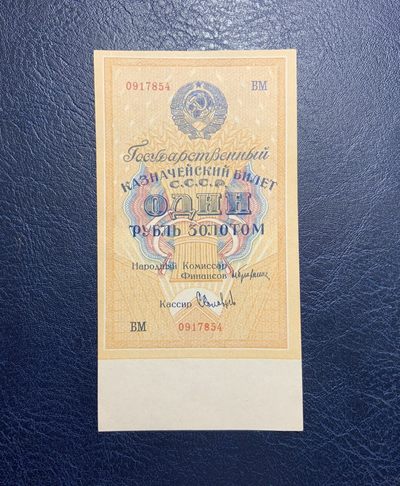 0917854 ВМ
Государственный
КАЗНАЧЕЙСКИЙ БИЛЕТ
С.С.С.Р.
ОДИН
РУБЛЬ ЗОЛОТОМ
Народный Комиссар
Финансов
Кассир
ВМ 0917854